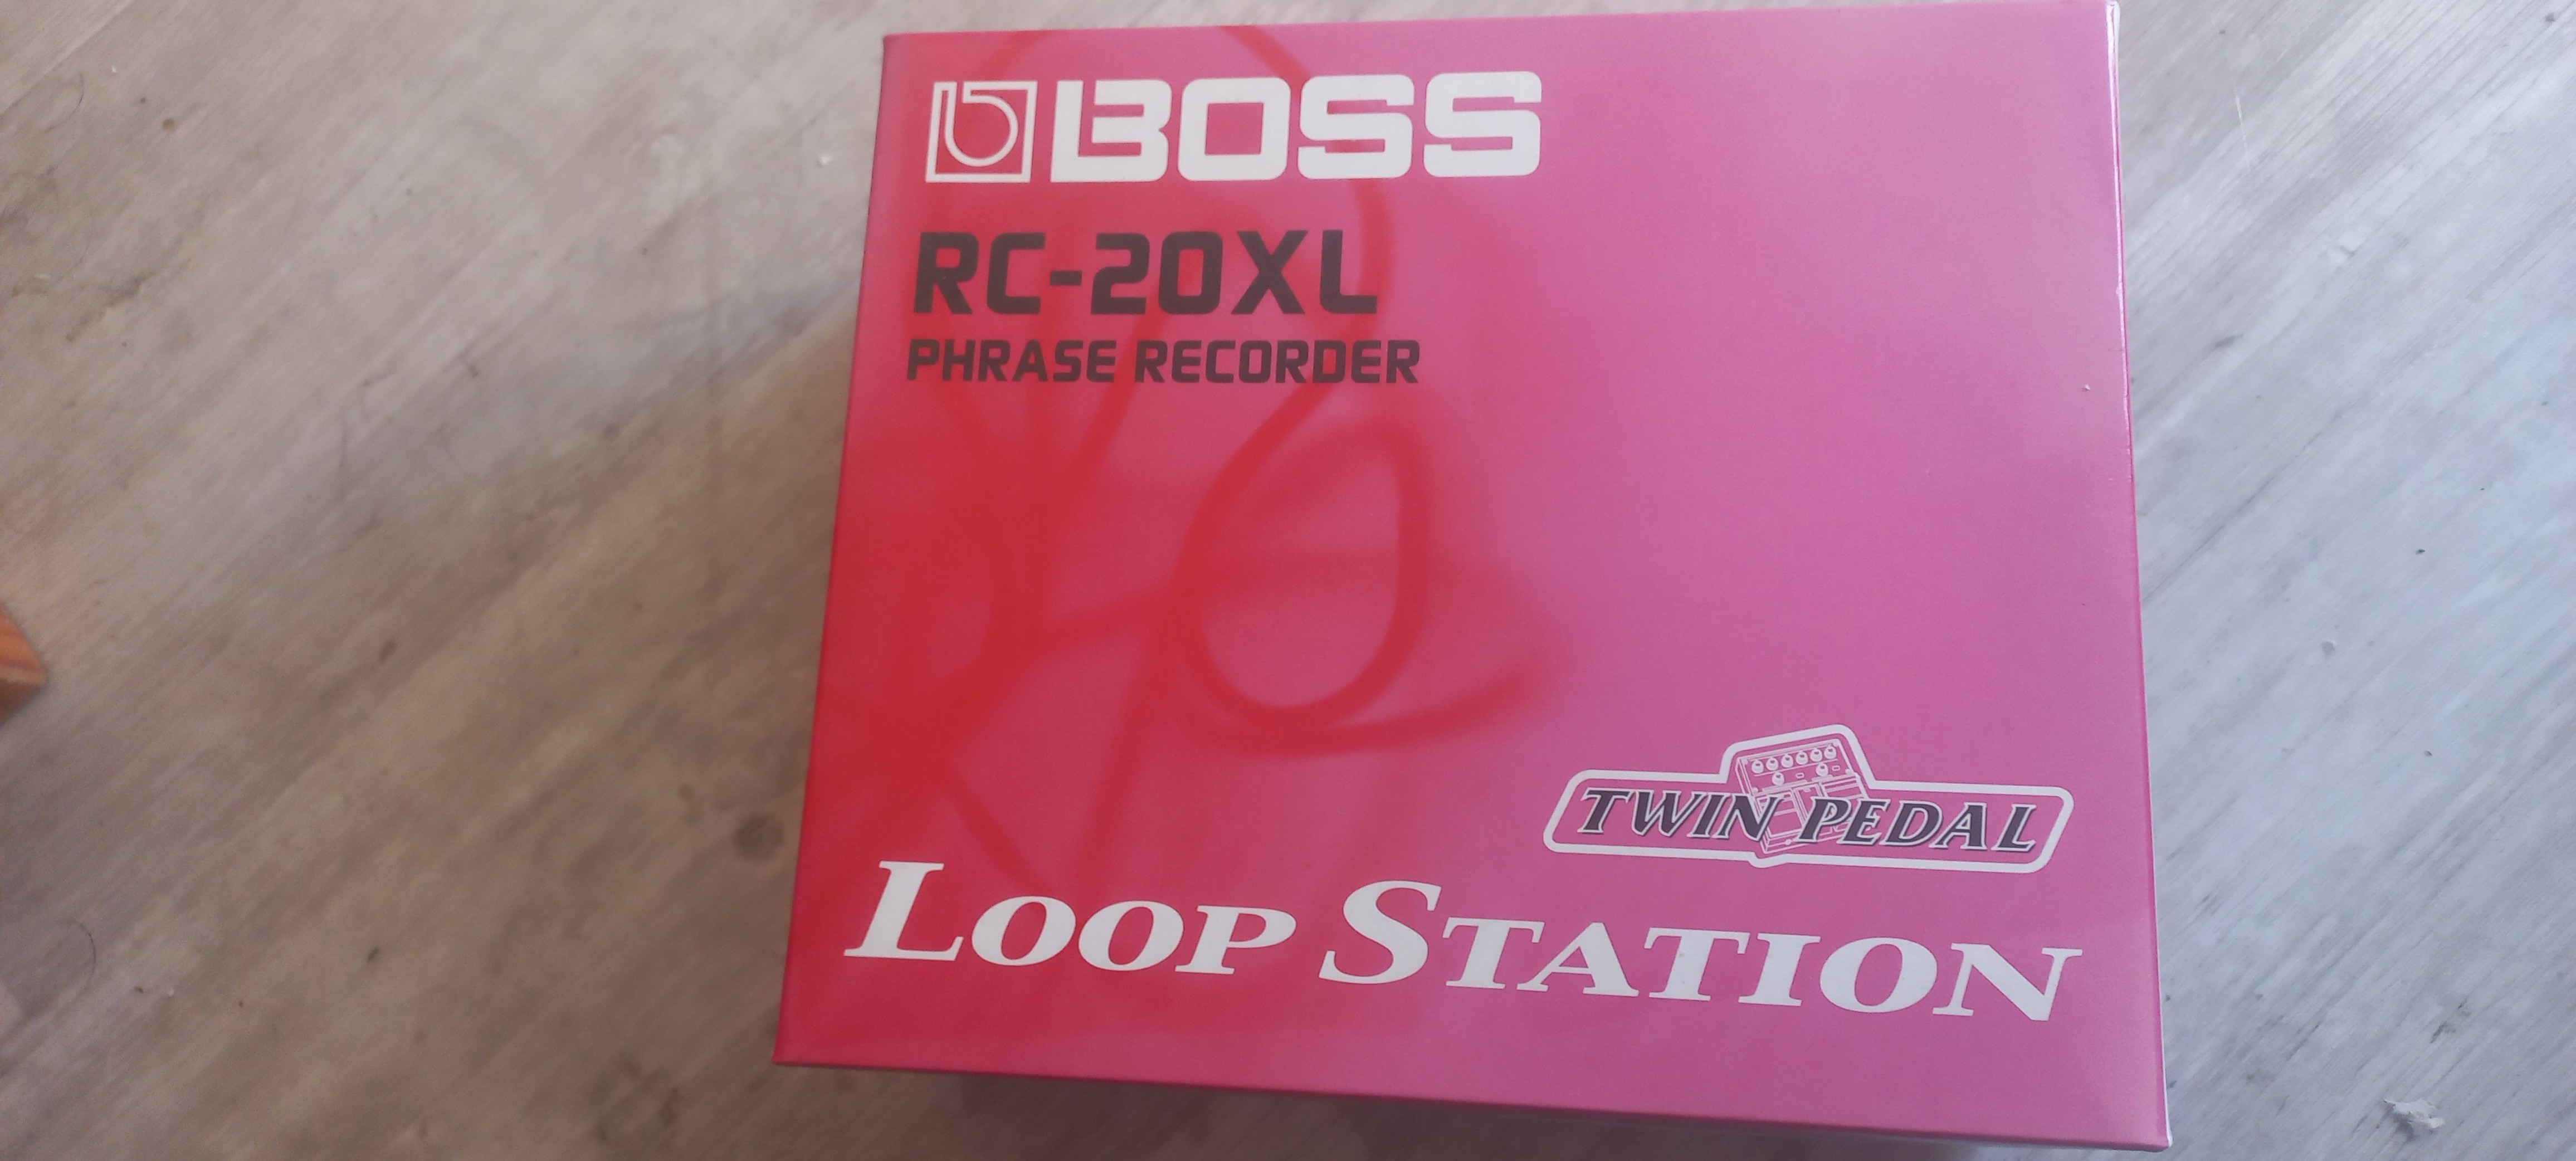 BOSS
RC-20XL
PHRASE RECORDER
TWIN PEDAL
LOOP STATION